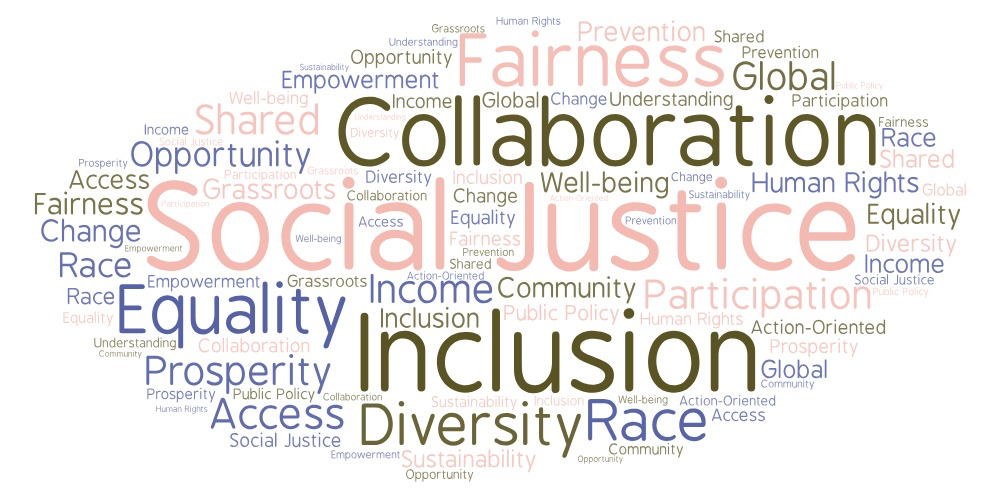 Human Rights
Grassroots
Fairness
Prevention
Shared
Understanding
Opportunity
Prevention
Sustainability
Empowerment
Global
Public Policy
Well-being
Income
Global
Change
Understanding
Participation
Shared
Collaboration
Understanding
Fairness
Income
Diversity
Race
Social Justice
Opportunity
Shared
Prosperity
Access
Participation
Grassroots
Diversity
Inclusion
Well-being
Change
Human Rights
Grassroots
Global
Collaboration
Change
Sustainability
Action-Oriented
Fairness
Participation
Social Justice
Access
Equality
Prevention
Equality
Change
Well-being
Fairness
Diversity
Empowerment
Prevention
Race
Shared
Income
Action-Oriented
Empowerment
Grassroots
Income
Community
Social Justice
Race
Equality
Participation
Public Policy
Equality
Inclusion
Public Policy
Human Rights
Action-Oriented
Understanding
Collaboration
Inclusion
Prosperity
Community
Prosperity
Global
Community
Prosperity
Public Policy
Collaboration
Sustainability
Inclusion
Well-being
Action-Oriented
Human Rights
Access
Diversity
Race
Access
Social Justice
Community
Empowerment
Sustainability
Opportunity
Opportunity